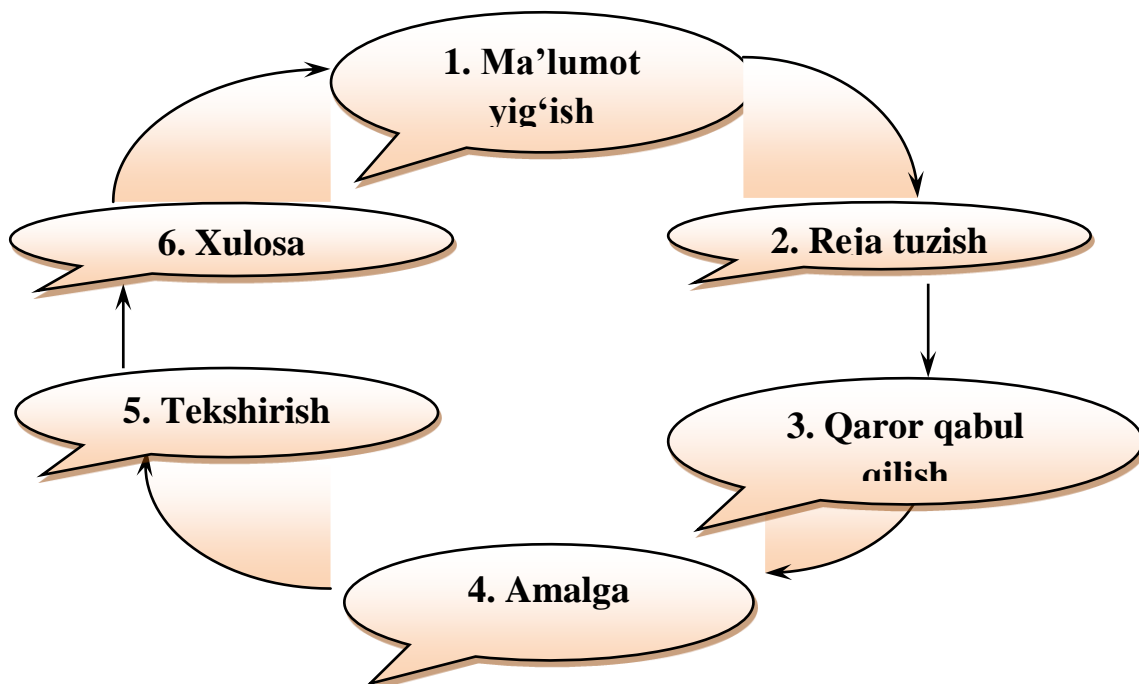 1. Ma’lumot
yig‘ish
2. Reja tuzish
3. Qaror qabul
qilish
4. Amalga
5. Tekshirish
6. Xulosa